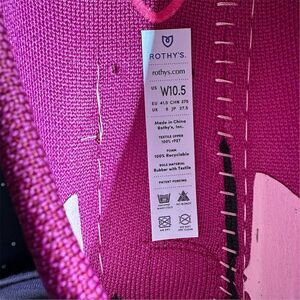 ROTHY'S.
rothys.com
US W10.5
EU 41.5 CHN 275
UK 8 JP 27.5
Made in China
Rothy's, Inc.
TEXTILE UPPER
100% rPET
FOAM
100% Recyclable
SOLE MATERIAL
Rubber with Textile
PATENT PENDING